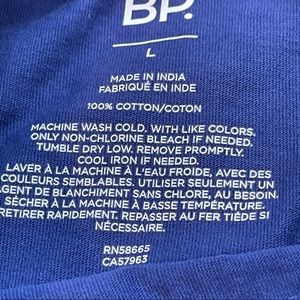 BP.
L
MADE IN INDIA
FABRIQUÉ EN INDE
100% COTTON/COTON
MACHINE WASH COLD. WITH LIKE COLORS.
ONLY NON-CHLORINE BLEACH IF NEEDED.
TUMBLE DRY LOW. REMOVE PROMPTLY.
COOL IRON IF NEEDED.
LAVER À LA MACHINE À L'EAU FROIDE, AVEC DES
COULEURS SEMBLABLES. UTILISER SEULEMENT UN
AGENT DE BLANCHIMENT SANS CHLORE, AU BESOIN.
SÉCHER À LA MACHINE À BASSE TEMPÉRATURE.
RETIRER RAPIDEMENT. REPASSER AU FER TIÈDE SI
NÉCESSAIRE.
RN58665
CA57963